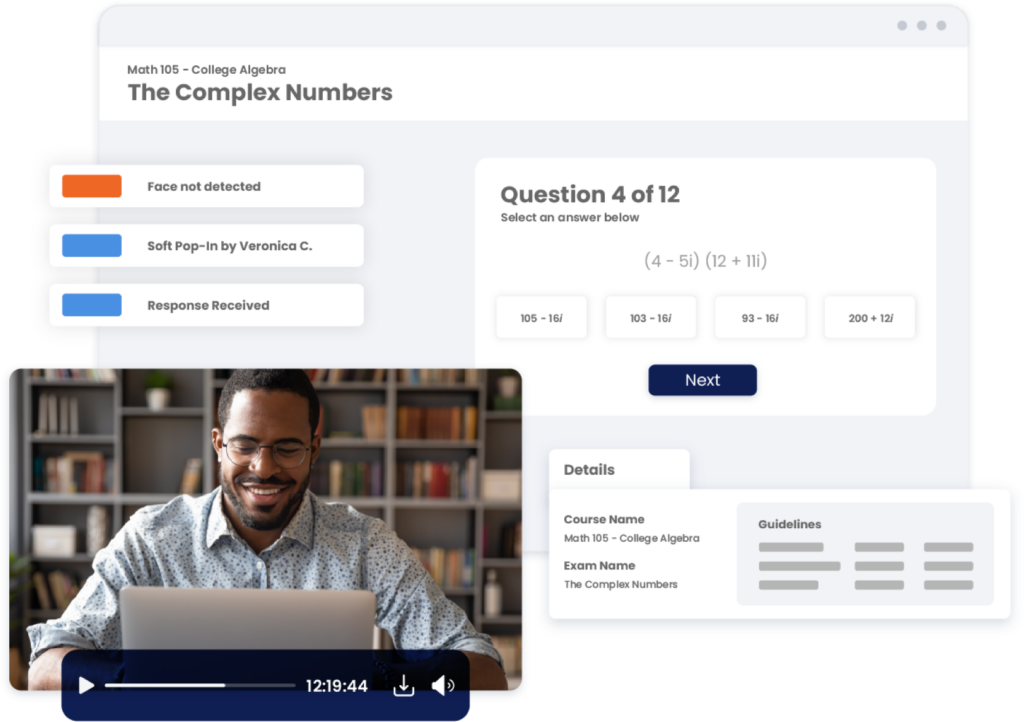 Math 105 - College Algebra
The Complex Numbers
Face not detected
Soft Pop-In by Veronica C.
Response Received
Question 4 of 12
Select an answer below
(4 - 5i) (12 + 11i)
105 - 16i
103 - 16i
93 - 16i
200 + 12i
Next
12:19:44
Details
Course Name
Math 105 - College Algebra
Exam Name
The Complex Numbers
Guidelines